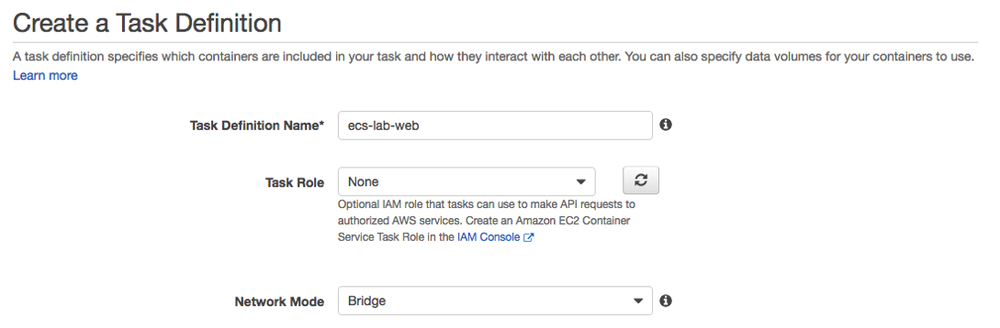 Create a Task Definition
A task definition specifies which containers are included in your task and how they interact with each other. You can also specify data volumes for your containers to use.
Learn more
Task Definition Name* ecs-lab-web
Task Role None
Optional IAM role that tasks can use to make API requests to
authorized AWS services. Create an Amazon EC2 Container
Service Task Role in the IAM Console
Network Mode Bridge